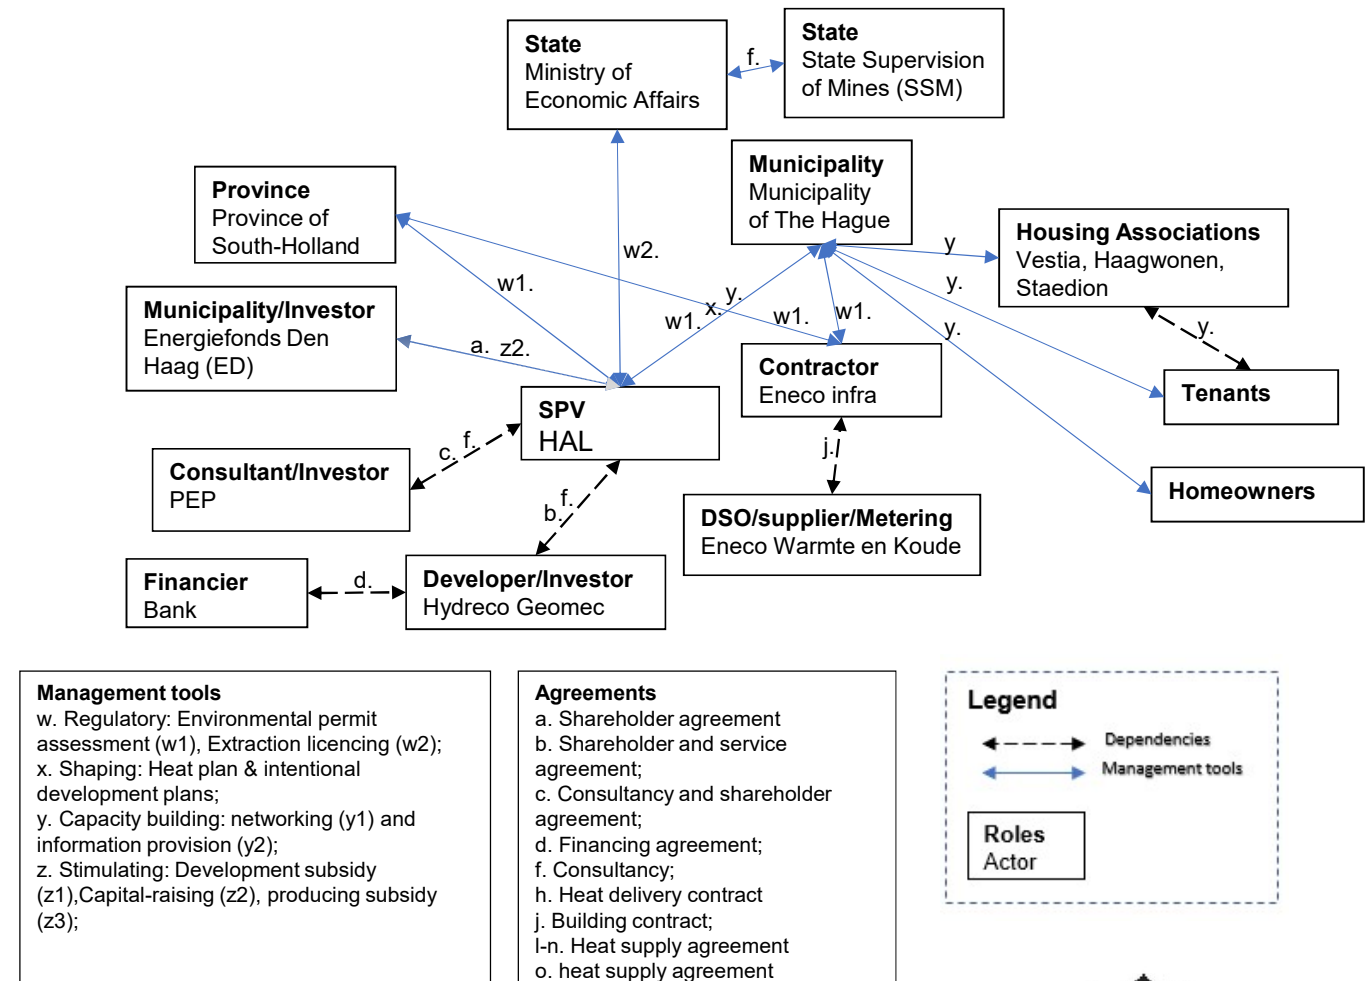 State
Ministry of
Economic Affairs
f.
State
State Supervision
of Mines (SSM)
Municipality
Municipality
of The Hague
Province
Province of
South-Holland
Housing Associations
Vestia, Haagwonen,
Staedion
w2.
y
y.
y.
y.
w1.
w1.
x.
y.
w1.
w1.
Municipality/Investor
Energiefonds Den
Haag (ED)
a. z2.
Contractor
Eneco infra
Tenants
SPV
HAL
c. f.
j.
Consultant/Investor
PEP
b. f.
Homeowners
DSO/supplier/Metering
Eneco Warmte en Koude
Financier
Bank
d.
Developer/Investor
Hydreco Geomec
Management tools
w. Regulatory: Environmental permit
assessment (w1), Extraction licencing (w2);
x. Shaping: Heat plan & intentional
development plans;
y. Capacity building: networking (y1) and
information provision (y2);
z. Stimulating: Development subsidy
(z1),Capital-raising (z2), producing subsidy
(z3);
Agreements
a. Shareholder agreement
b. Shareholder and service
agreement;
c. Consultancy and shareholder
agreement;
d. Financing agreement;
f. Consultancy;
h. Heat delivery contract
j. Building contract;
l-n. Heat supply agreement
o. heat supply agreement
Legend
Dependencies
Management tools
Roles
Actor